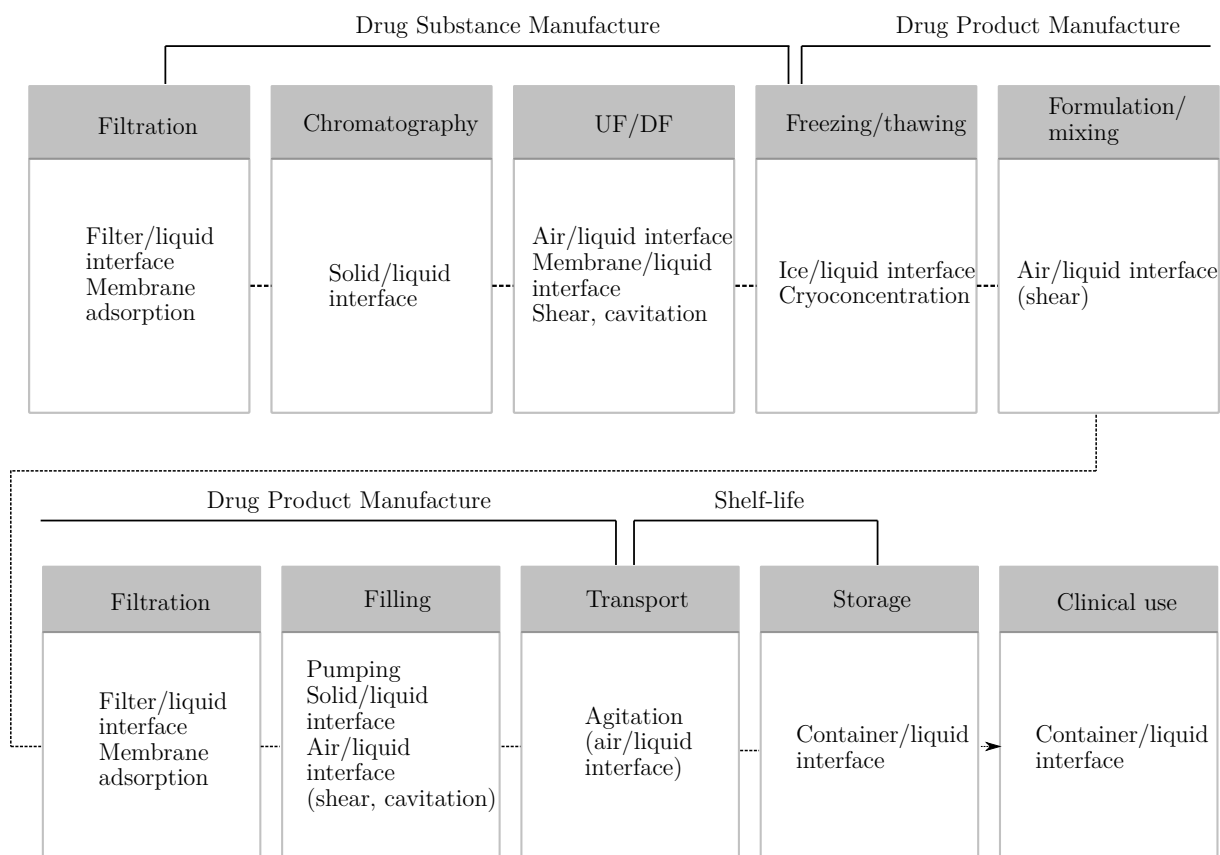 Drug Substance Manufacture
Drug Product Manufacture
Filtration
Chromatography
UF/DF
Freezing/thawing
Formulation/
mixing
Filter/liquid
interface
Membrane
adsorption
Solid/liquid
interface
Air/liquid interface
Membrane/liquid
interface
Shear, cavitation
Ice/liquid interface
Cryoconcentration
Air/liquid interface
(shear)
Drug Product Manufacture
Shelf-life
Filtration
Filling
Transport
Storage
Clinical use
Filter/liquid
interface
Membrane
adsorption
Pumping
Solid/liquid
interface
Air/liquid
interface
(shear, cavitation)
Agitation
(air/liquid
interface)
Container/liquid
interface
Container/liquid
interface